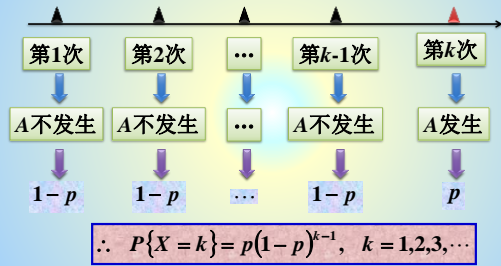 第1次 第2次 ... 第k-1次 第k次
A不发生 A不发生 ... A不发生 A发生
1－p 1－p ... 1－p p
∴ P{X＝k}＝p(1－p)^{k－1}, k＝1,2,3,⋯